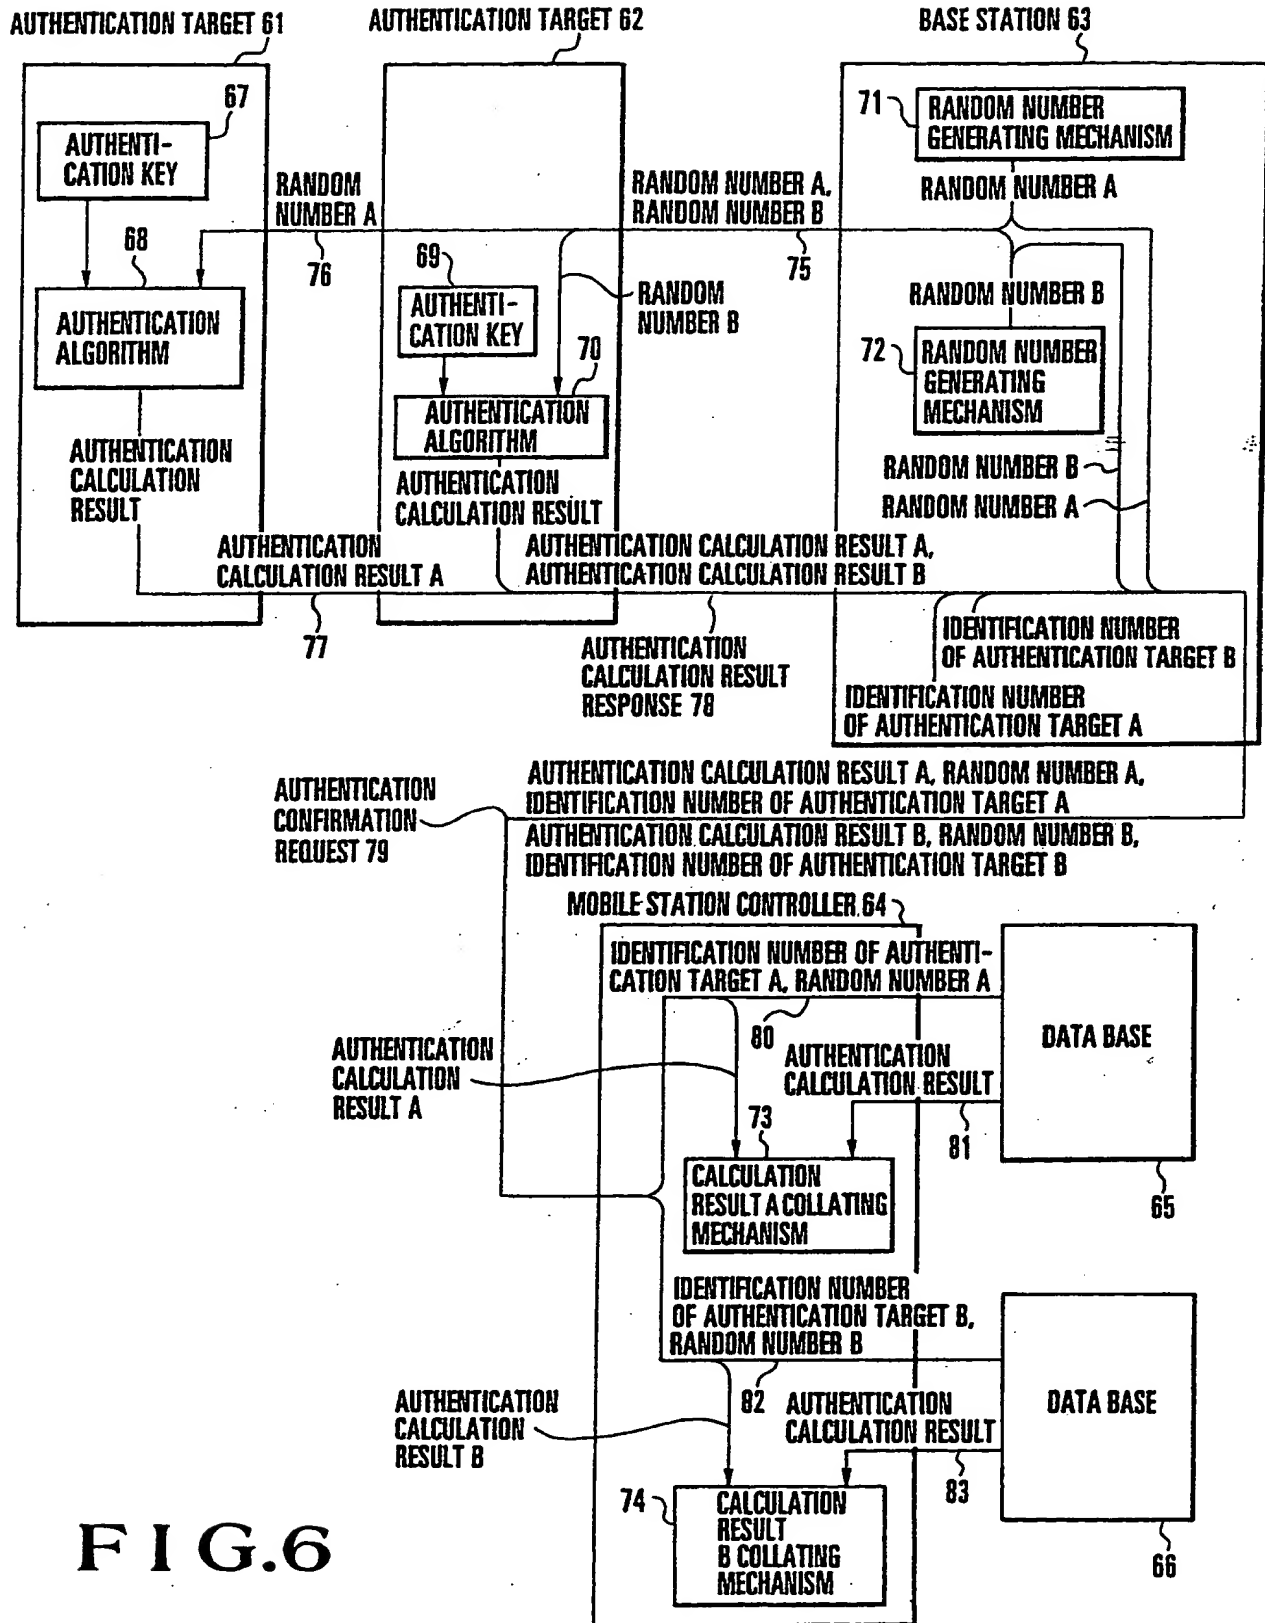 AUTHENTICATION TARGET 61
AUTHENTICATION TARGET 62
BASE STATION 63
67
AUTHENTI-
CATION KEY
RANDOM
NUMBER A
76
68
AUTHENTICATION
ALGORITHM
AUTHENTICATION
CALCULATION
RESULT
AUTHENTICATION
CALCULATION RESULT A
77
69
AUTHENTI-
CATION KEY
RANDOM NUMBER A,
RANDOM NUMBER B
75
RANDOM
NUMBER B
70
AUTHENTICATION
ALGORITHM
AUTHENTICATION
CALCULATION RESULT
AUTHENTICATION CALCULATION RESULT A,
AUTHENTICATION CALCULATION RESULT B
AUTHENTICATION
CALCULATION RESULT
RESPONSE 78
71
RANDOM NUMBER
GENERATING MECHANISM
RANDOM NUMBER A
RANDOM NUMBER B
72
RANDOM NUMBER
GENERATING
MECHANISM
RANDOM NUMBER B
RANDOM NUMBER A
IDENTIFICATION NUMBER
OF AUTHENTICATION TARGET B
IDENTIFICATION NUMBER
OF AUTHENTICATION TARGET A
AUTHENTICATION
CONFIRMATION
REQUEST 79
AUTHENTICATION CALCULATION RESULT A, RANDOM NUMBER A,
IDENTIFICATION NUMBER OF AUTHENTICATION TARGET A
AUTHENTICATION CALCULATION RESULT B, RANDOM NUMBER B,
IDENTIFICATION NUMBER OF AUTHENTICATION TARGET B
MOBILE STATION CONTROLLER 64
IDENTIFICATION NUMBER OF AUTHENTI-
CATION TARGET A, RANDOM NUMBER A
80
AUTHENTICATION
CALCULATION
RESULT A
AUTHENTICATION
CALCULATION RESULT
81
73
CALCULATION
RESULT A COLLATING
MECHANISM
DATA BASE
65
IDENTIFICATION NUMBER
OF AUTHENTICATION TARGET B,
RANDOM NUMBER B
82
AUTHENTICATION
CALCULATION
RESULT B
AUTHENTICATION
CALCULATION RESULT
83
74
CALCULATION
RESULT
B COLLATING
MECHANISM
DATA BASE
66
FIG.6